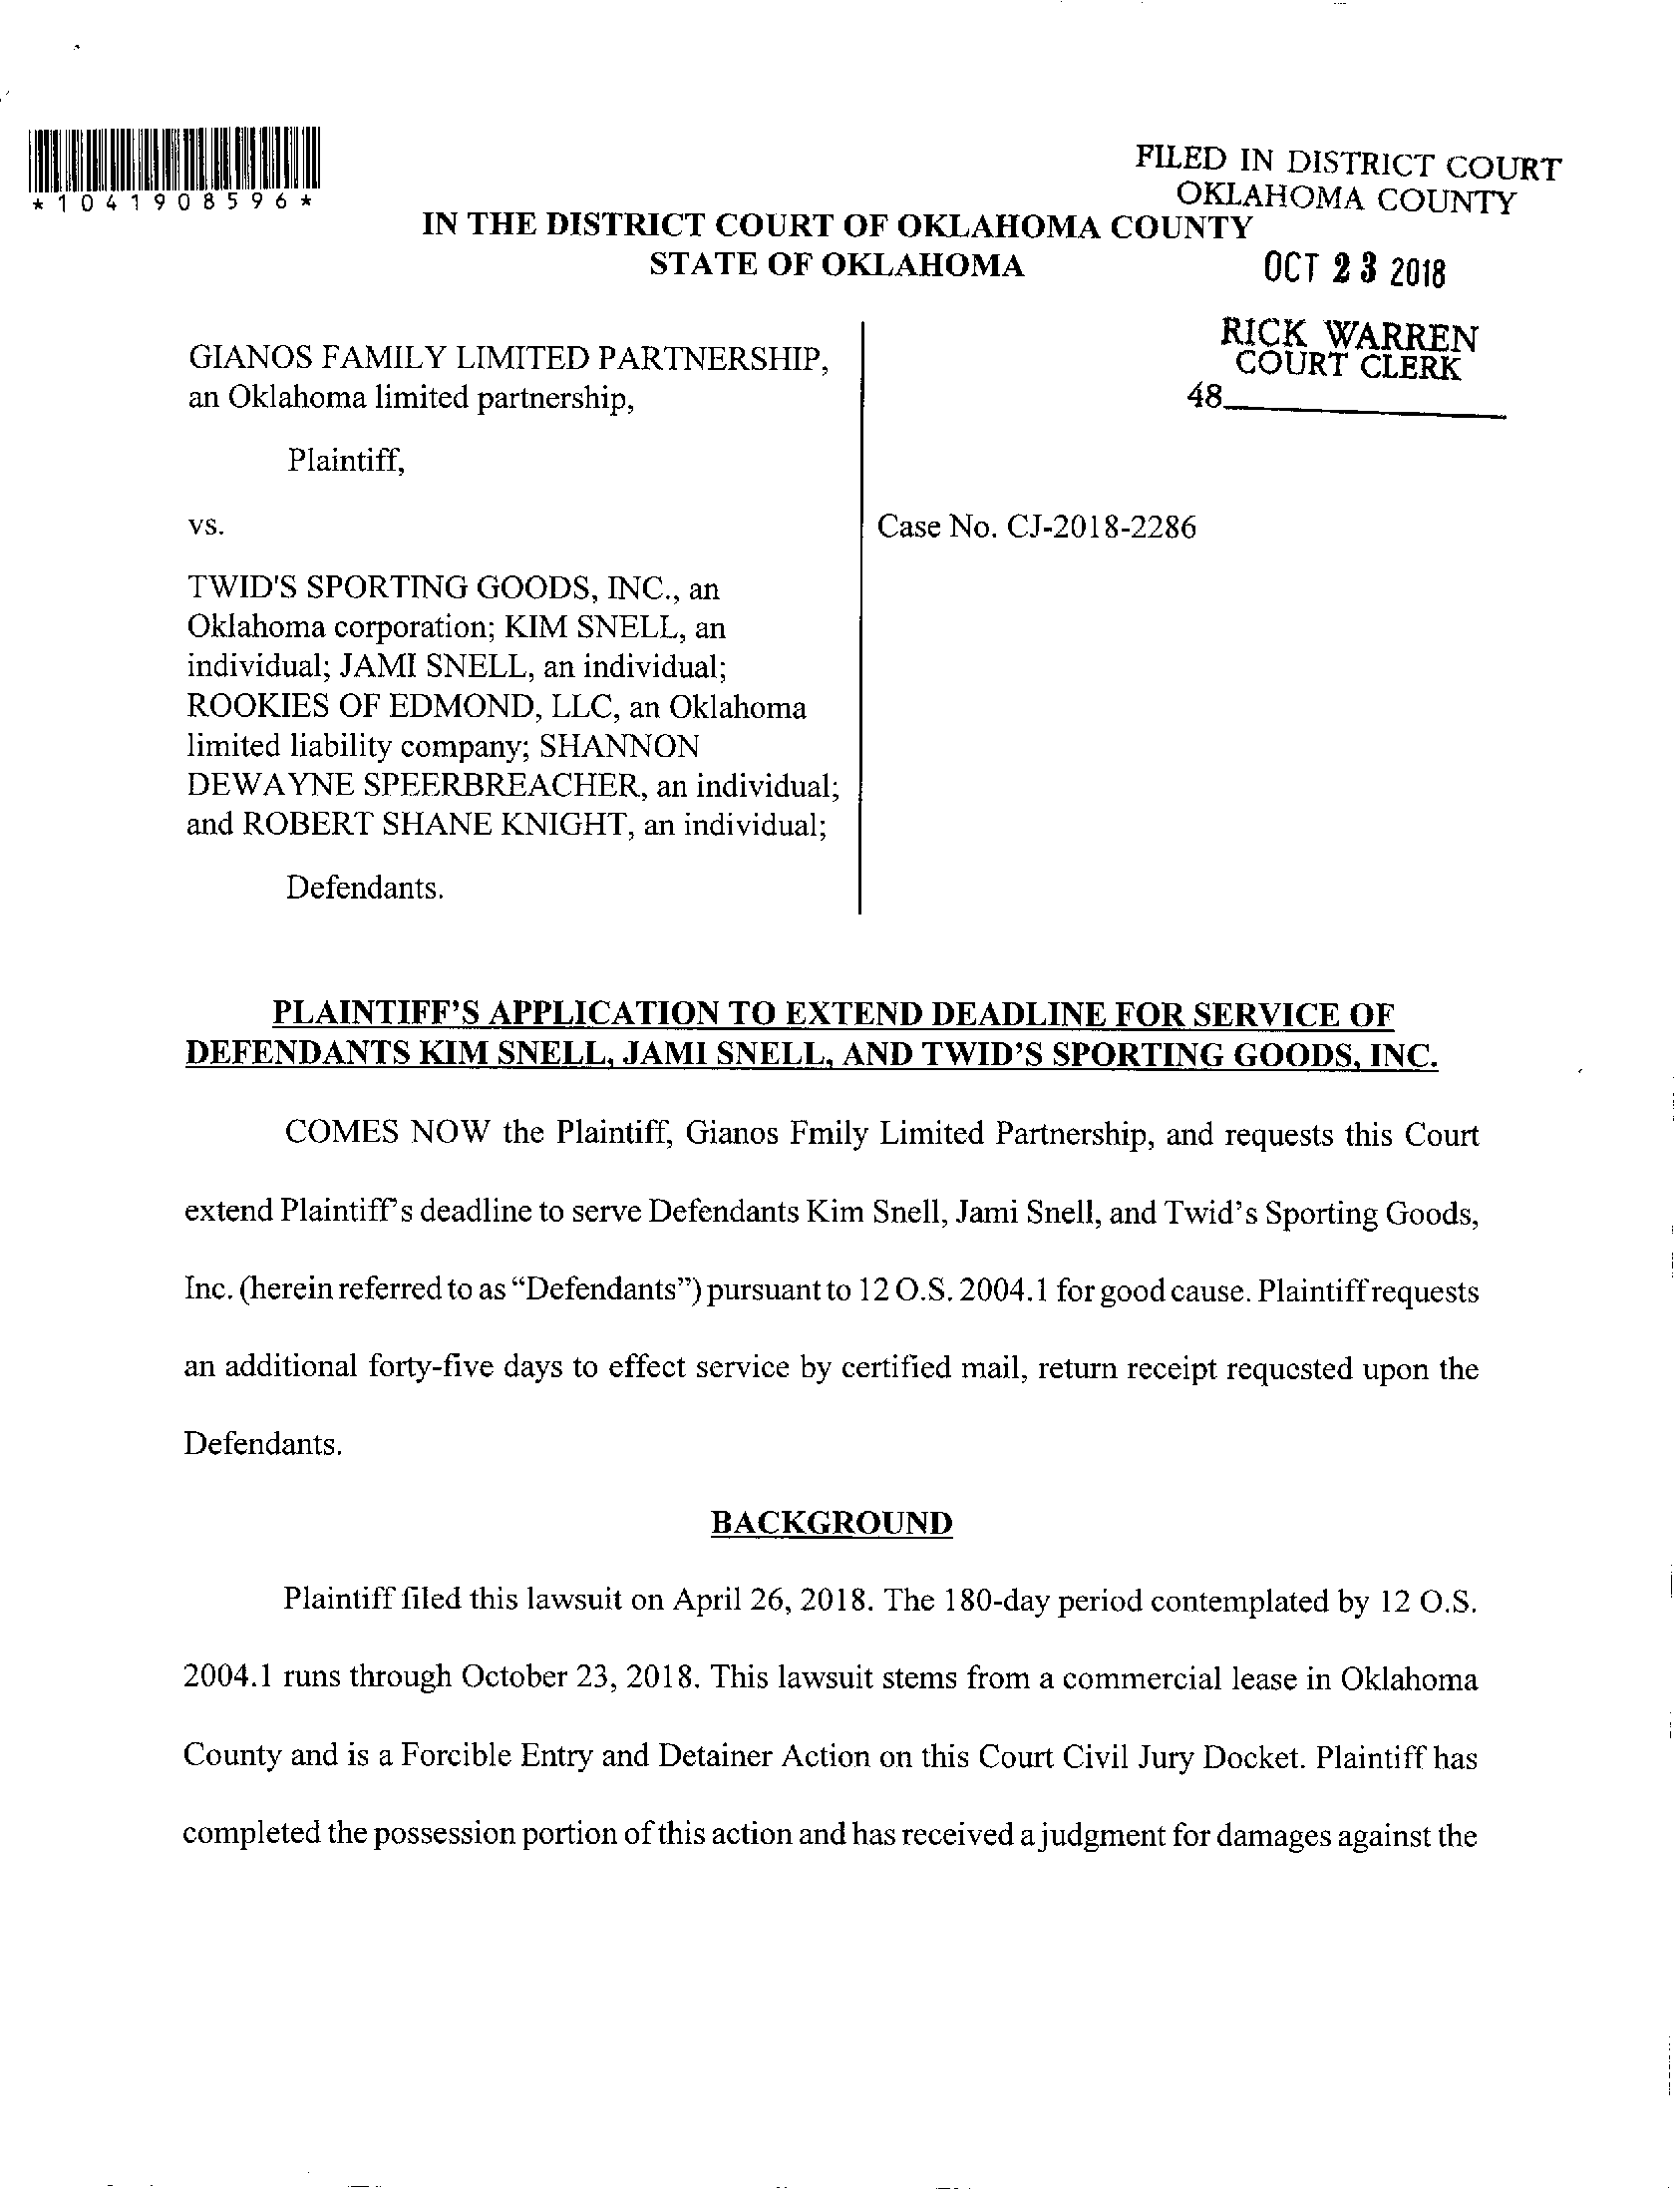 *1041908596*
FILED IN DISTRICT COURT
OKLAHOMA COUNTY
IN THE DISTRICT COURT OF OKLAHOMA COUNTY
STATE OF OKLAHOMA
OCT 23 2018
RICK WARREN
COURT CLERK
48
GIANOS FAMILY LIMITED PARTNERSHIP,
an Oklahoma limited partnership,
Plaintiff,
vs.
Case No. CJ-2018-2286
TWID'S SPORTING GOODS, INC., an
Oklahoma corporation; KIM SNELL, an
individual; JAMI SNELL, an individual;
ROOKIES OF EDMOND, LLC, an Oklahoma
limited liability company; SHANNON
DEWAYNE SPEERBREACHER, an individual;
and ROBERT SHANE KNIGHT, an individual;
Defendants.
PLAINTIFF’S APPLICATION TO EXTEND DEADLINE FOR SERVICE OF
DEFENDANTS KIM SNELL, JAMI SNELL, AND TWID’S SPORTING GOODS, INC.
COMES NOW the Plaintiff, Gianos Fmily Limited Partnership, and requests this Court
extend Plaintiff’s deadline to serve Defendants Kim Snell, Jami Snell, and Twid’s Sporting Goods,
Inc. (herein referred to as “Defendants”) pursuant to 12 O.S. 2004.1 for good cause. Plaintiff requests
an additional forty-five days to effect service by certified mail, return receipt requested upon the
Defendants.
BACKGROUND
Plaintiff filed this lawsuit on April 26, 2018. The 180-day period contemplated by 12 O.S.
2004.1 runs through October 23, 2018. This lawsuit stems from a commercial lease in Oklahoma
County and is a Forcible Entry and Detainer Action on this Court Civil Jury Docket. Plaintiff has
completed the possession portion of this action and has received a judgment for damages against the